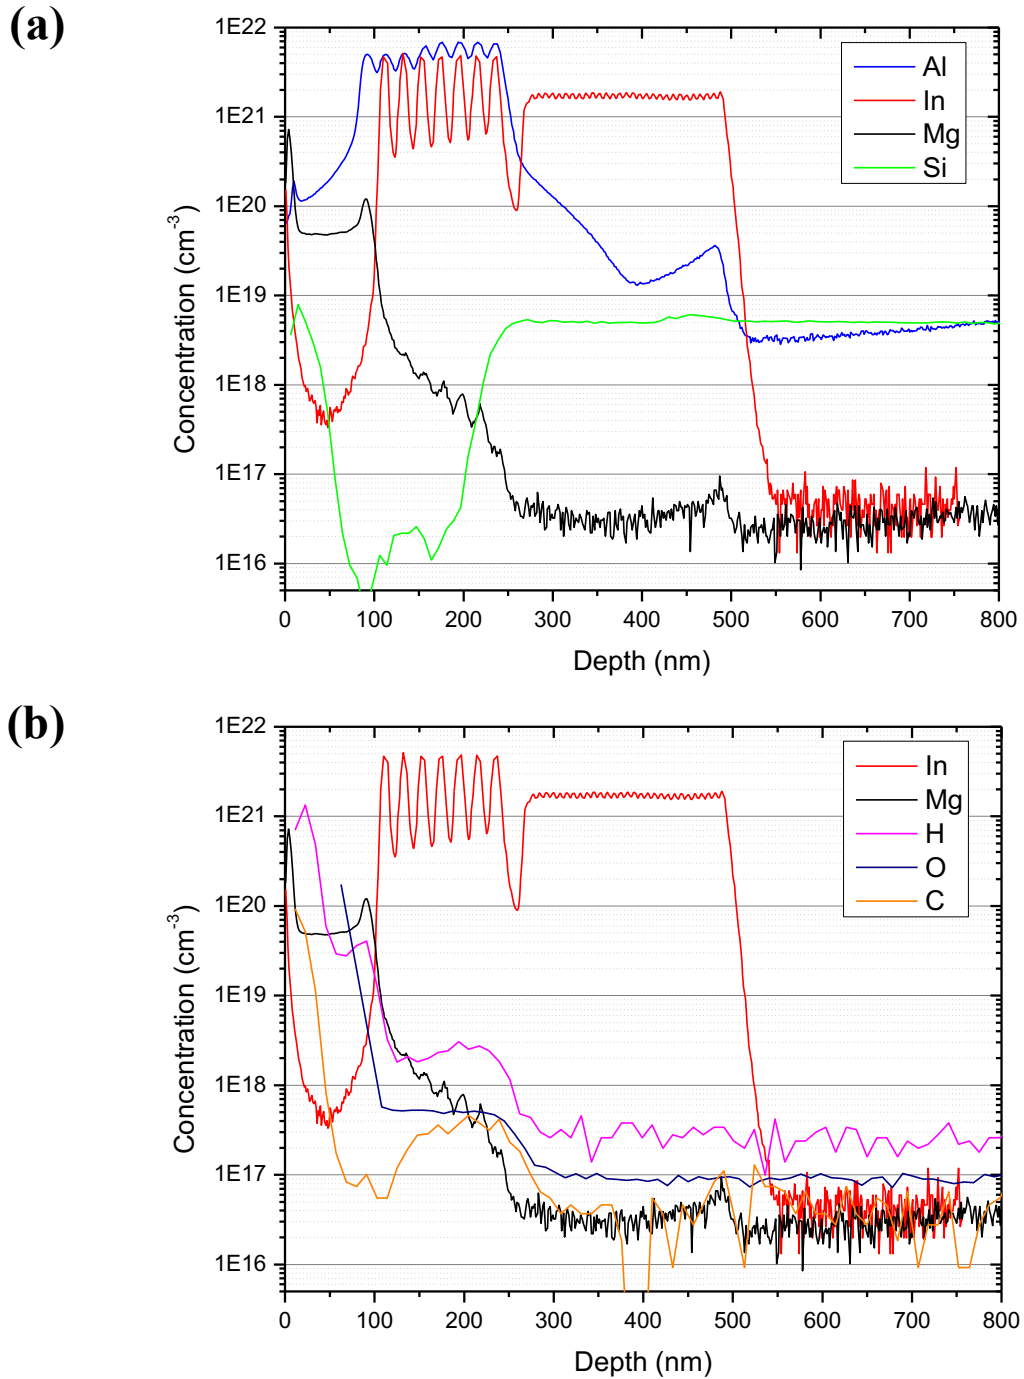 (a)
1E22
1E21
1E20
1E19
1E18
1E17
1E16
Concentration (cm⁻³)
Al
In
Mg
Si
0 100 200 300 400 500 600 700 800
Depth (nm)
(b)
1E22
1E21
1E20
1E19
1E18
1E17
1E16
Concentration (cm⁻³)
In
Mg
H
O
C
0 100 200 300 400 500 600 700 800
Depth (nm)